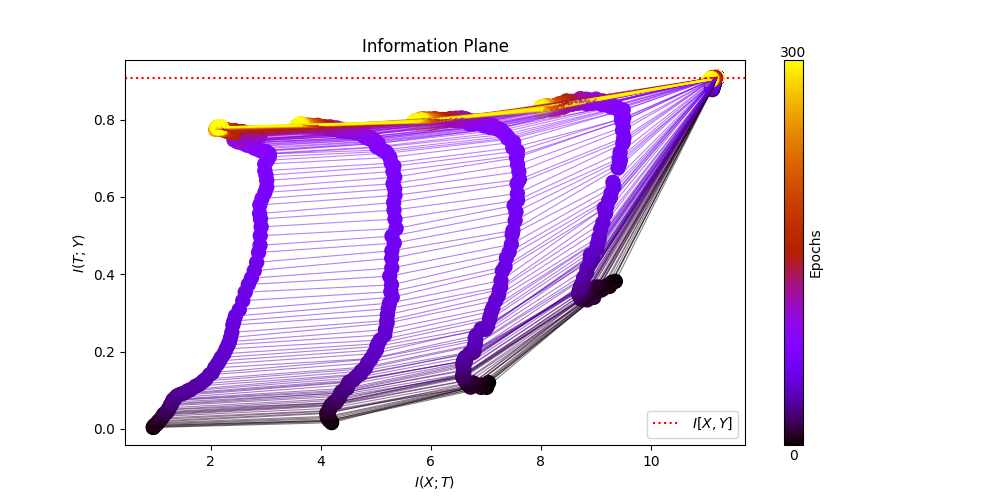 Information Plane
300
0.8
0.6
0.4
0.2
0.0
I(T; Y)
Epochs
I[X, Y]
2
4
6
8
10
0
I(X; T)